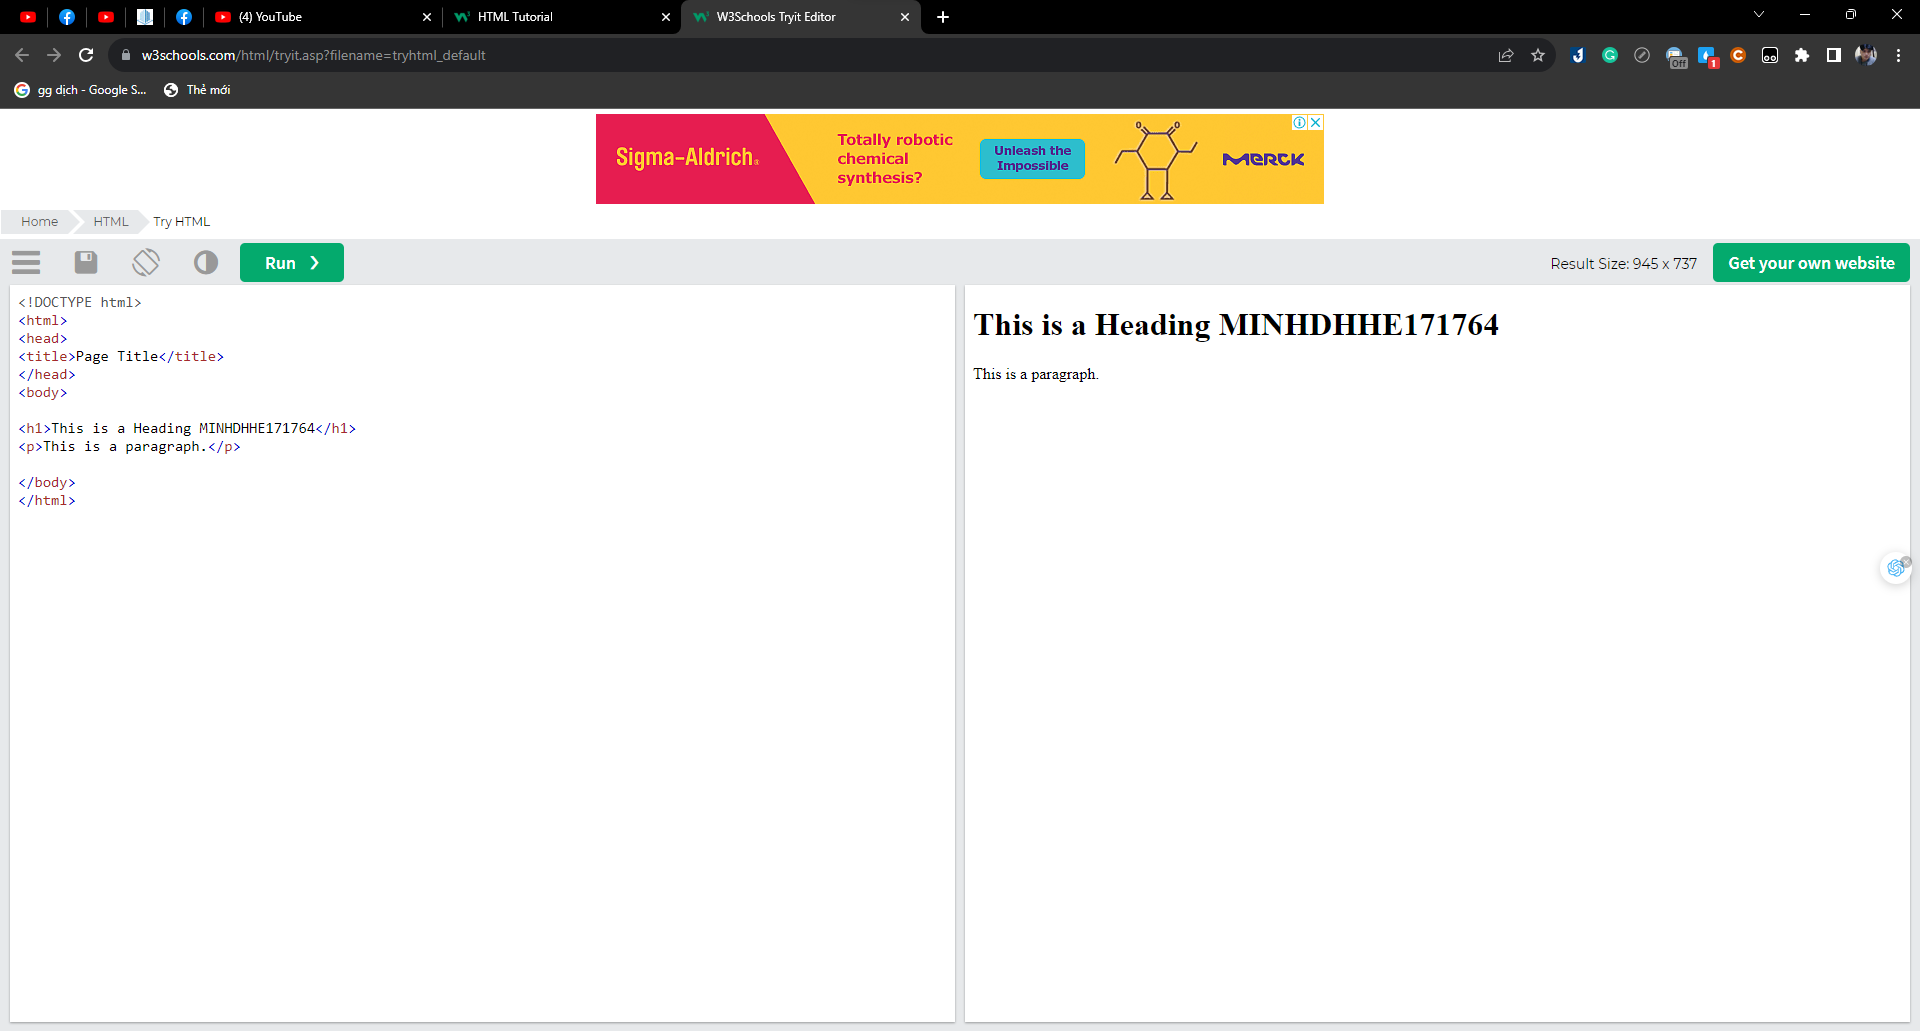 (4) YouTube
HTML Tutorial
W3Schools Tryit Editor
w3schools.com/html/tryit.asp?filename=tryhtml_default
Off
1
gg dịch - Google S...
Thẻ mới
Sigma-Aldrich®
Totally robotic
chemical
synthesis?
Unleash the
Impossible
MERCK
Home
HTML
Try HTML
Run ❯
Result Size: 945 x 737
Get your own website
<!DOCTYPE html>
<html>
<head>
<title>Page Title</title>
</head>
<body>
<h1>This is a Heading MINHDHHE171764</h1>
<p>This is a paragraph.</p>
</body>
</html>
This is a Heading MINHDHHE171764
This is a paragraph.